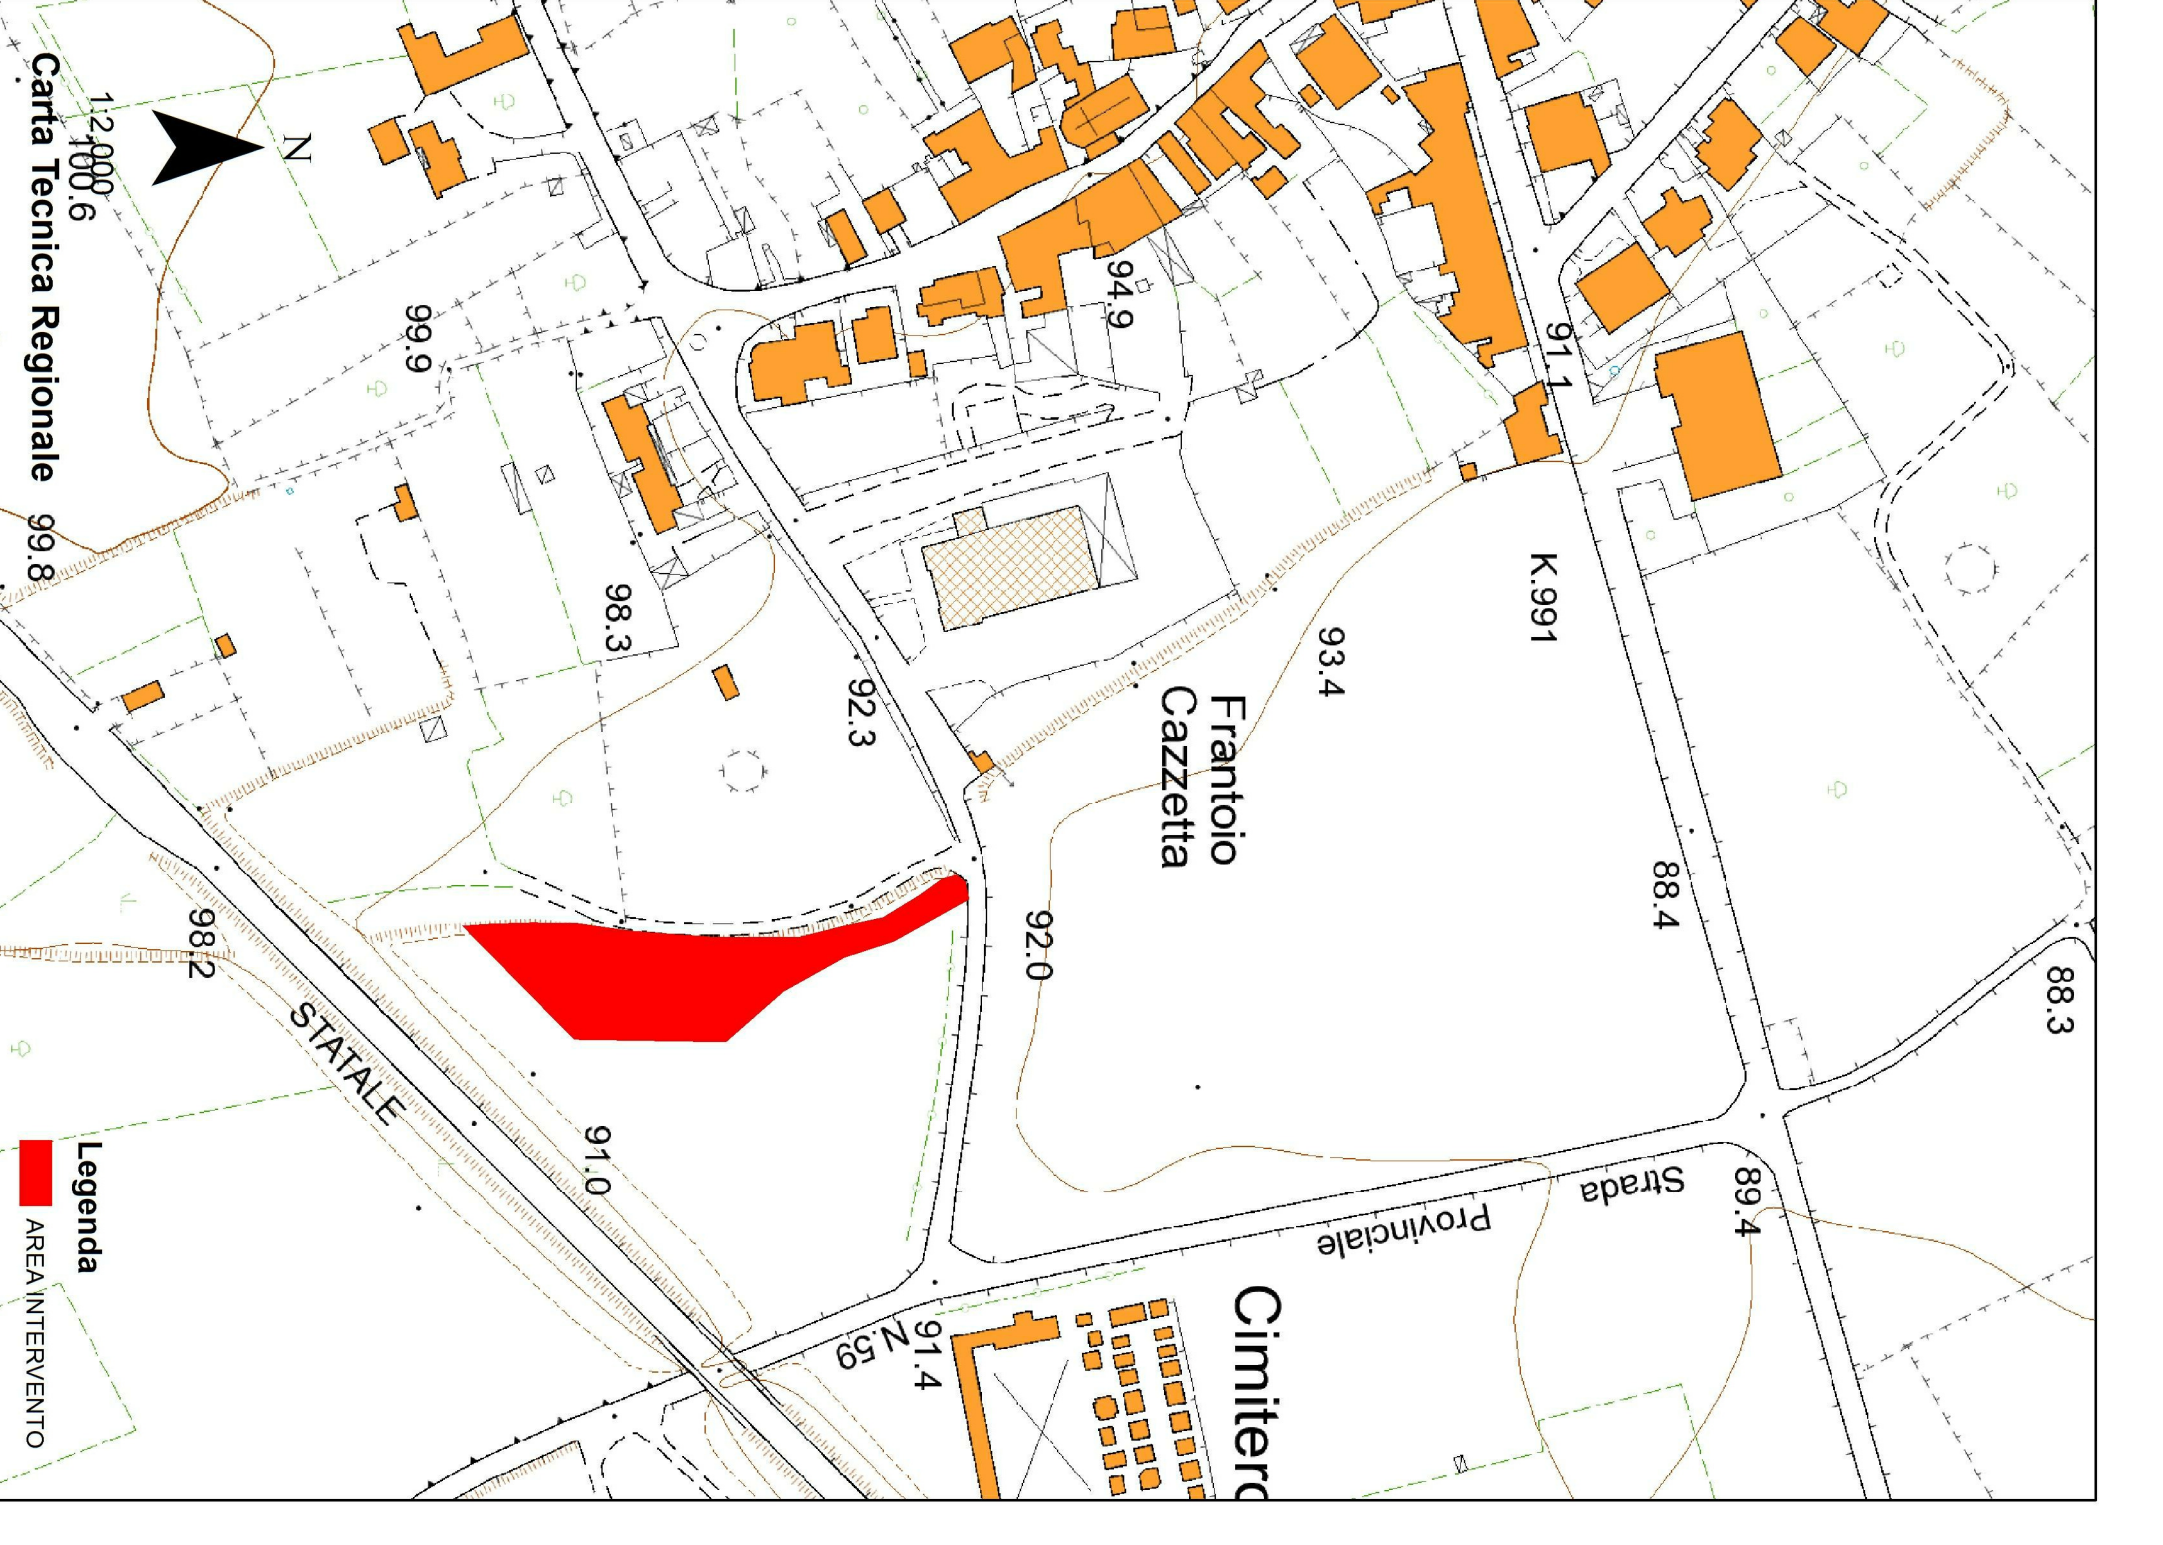 Carta Tecnica Regionale
1:2.000
N
100.6
99.9
99.8
98.3
98.2
94.9
93.4
92.3
92.0
91.1
K.991
88.4
88.3
89.4
91.0
91.4
Frantoio
Cazzetta
STATALE
Strada
Provinciale
N.59
Cimitero
Legenda
AREA INTERVENTO